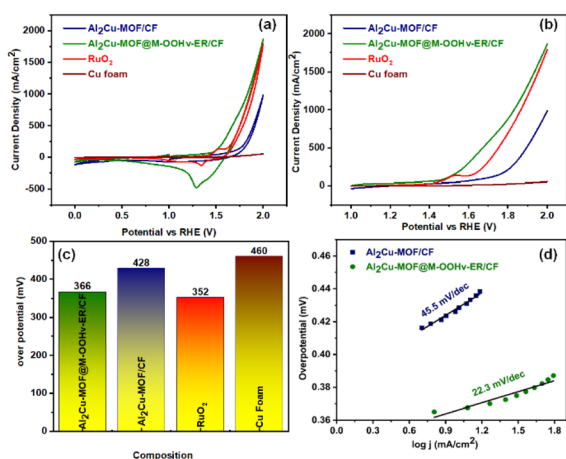 (a)
Al₂Cu-MOF/CF
Al₂Cu-MOF@M-OOHv-ER/CF
RuO₂
Cu foam
Current Density (mA/cm²)
2000
1500
1000
500
0
-500
0.0 0.5 1.0 1.5 2.0
Potential vs RHE (V)
(b)
Al₂Cu-MOF/CF
Al₂Cu-MOF@M-OOHv-ER/CF
RuO₂
Cu foam
Current Density (mA/cm²)
2000
1500
1000
500
0
1.0 1.2 1.4 1.6 1.8 2.0
Potential vs RHE (V)
(c)
over potential (mV)
500
400
300
200
100
0
366
428
352
460
Al₂Cu-MOF@M-OOHv-ER/CF
Al₂Cu-MOF/CF
RuO₂
Cu Foam
Composition
(d)
Al₂Cu-MOF/CF
Al₂Cu-MOF@M-OOHv-ER/CF
Overpotential (mV)
0.46
0.44
0.42
0.40
0.38
0.36
45.5 mV/dec
22.3 mV/dec
0.0 0.3 0.6 0.9 1.2 1.5 1.8
log j (mA/cm²)